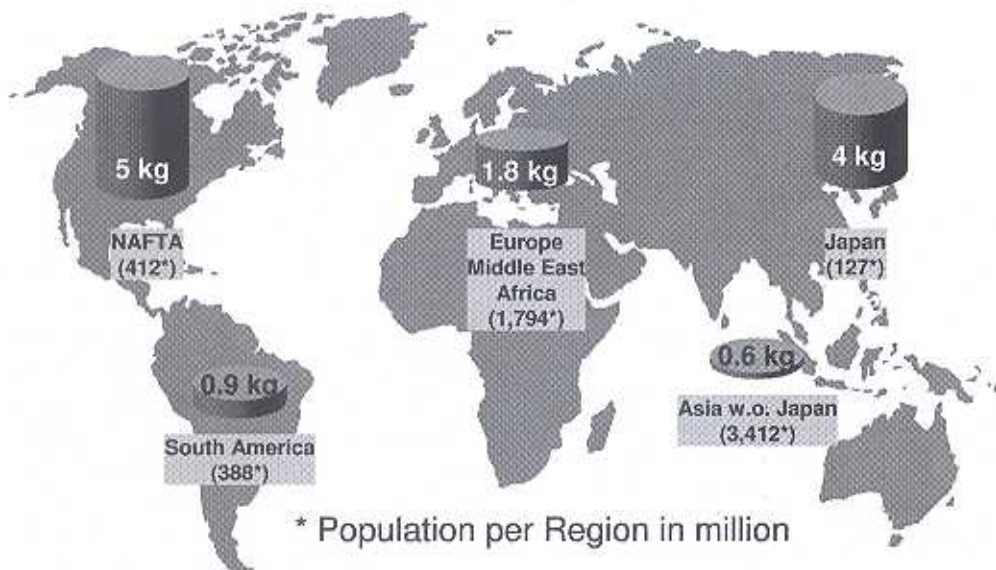 5 kg
NAFTA
(412*)
1.8 kg
Europe
Middle East
Africa
(1,794*)
4 kg
Japan
(127*)
0.9 kg
South America
(388*)
0.6 kg
Asia w.o. Japan
(3,412*)
* Population per Region in million